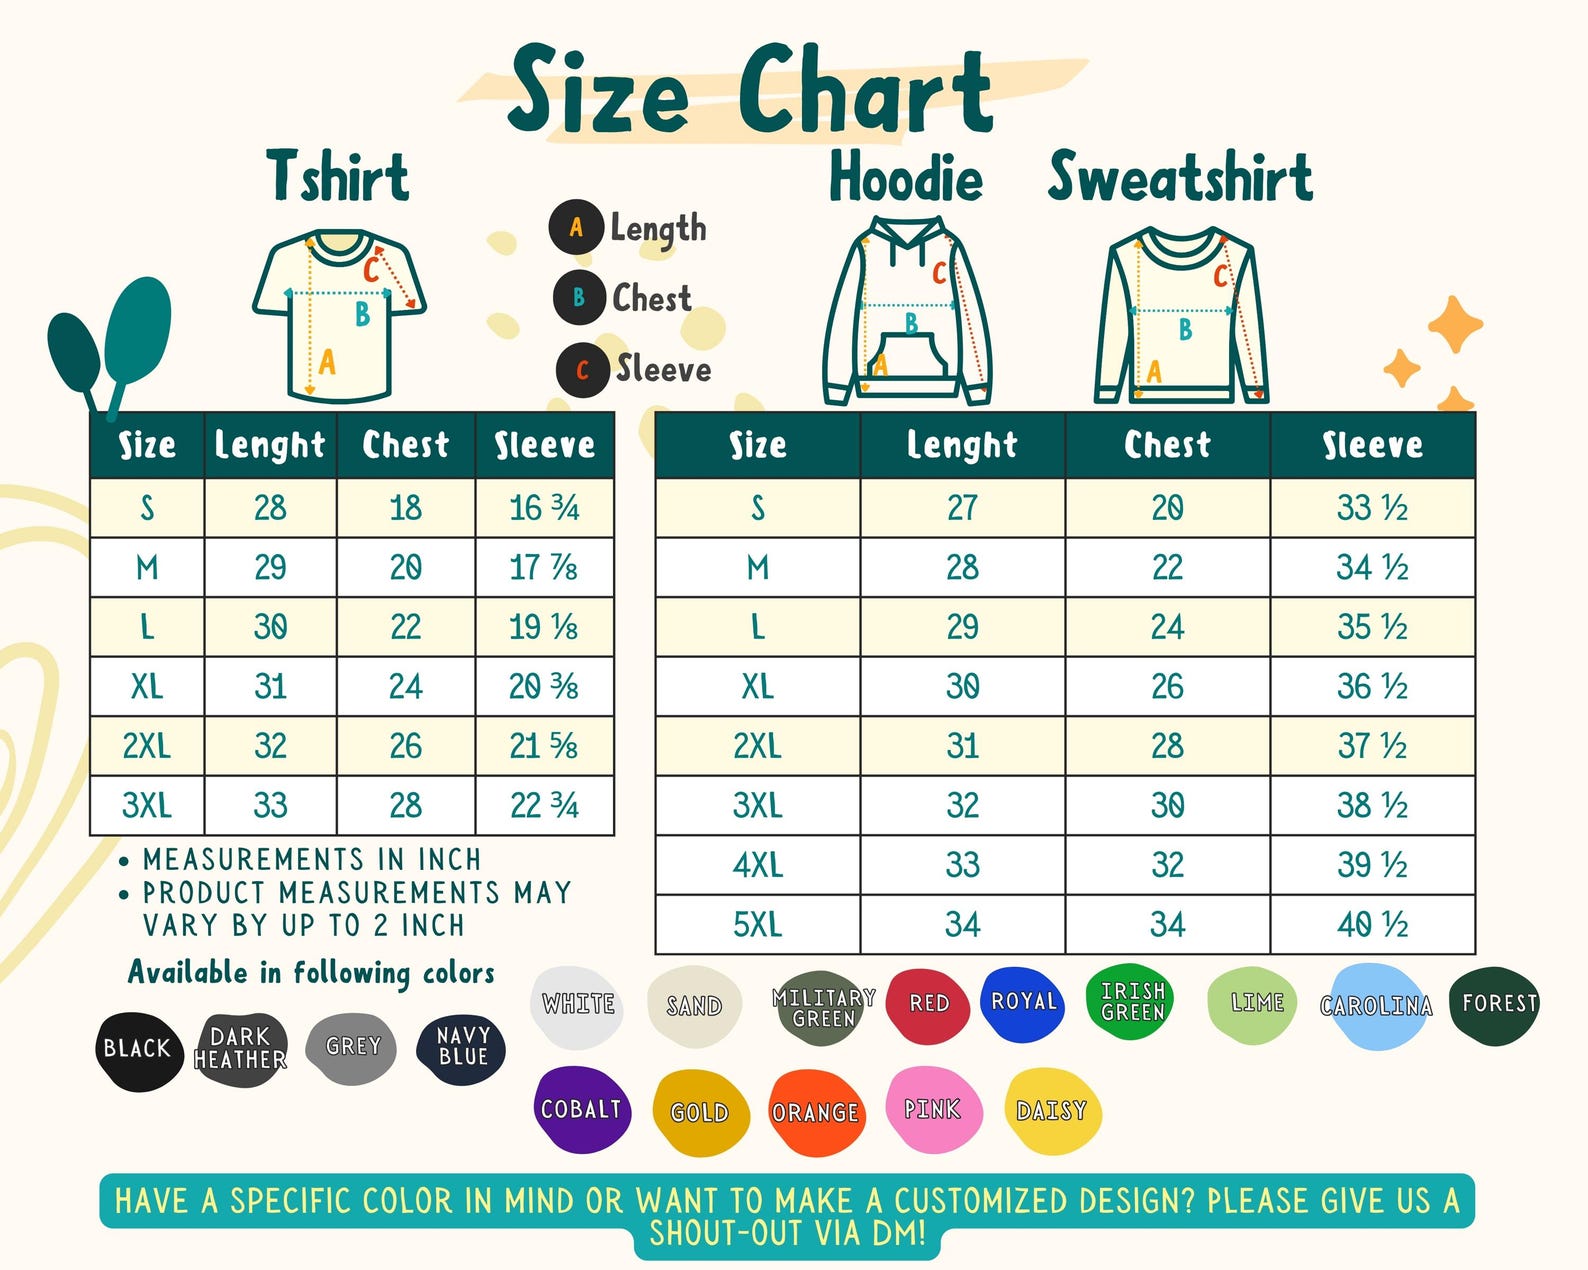 Size Chart
Tshirt
Hoodie
Sweatshirt
A Length
B Chest
C Sleeve
C
B
A
C
B
A
C
B
A
Size Lenght Chest Sleeve
S 28 18 16 ¾
M 29 20 17 ⅞
L 30 22 19 ⅛
XL 31 24 20 ⅜
2XL 32 26 21 ⅝
3XL 33 28 22 ¾
Size Lenght Chest Sleeve
S 27 20 33 ½
M 28 22 34 ½
L 29 24 35 ½
XL 30 26 36 ½
2XL 31 28 37 ½
3XL 32 30 38 ½
4XL 33 32 39 ½
5XL 34 34 40 ½
• MEASUREMENTS IN INCH
• PRODUCT MEASUREMENTS MAY
VARY BY UP TO 2 INCH
Available in following colors
BLACK
DARK
HEATHER
GREY
NAVY
BLUE
WHITE
SAND
MILITARY
GREEN
RED
ROYAL
IRISH
GREEN
LIME
CAROLINA
FOREST
COBALT
GOLD
ORANGE
PINK
DAISY
HAVE A SPECIFIC COLOR IN MIND OR WANT TO MAKE A CUSTOMIZED DESIGN? PLEASE GIVE US A
SHOUT-OUT VIA DM!